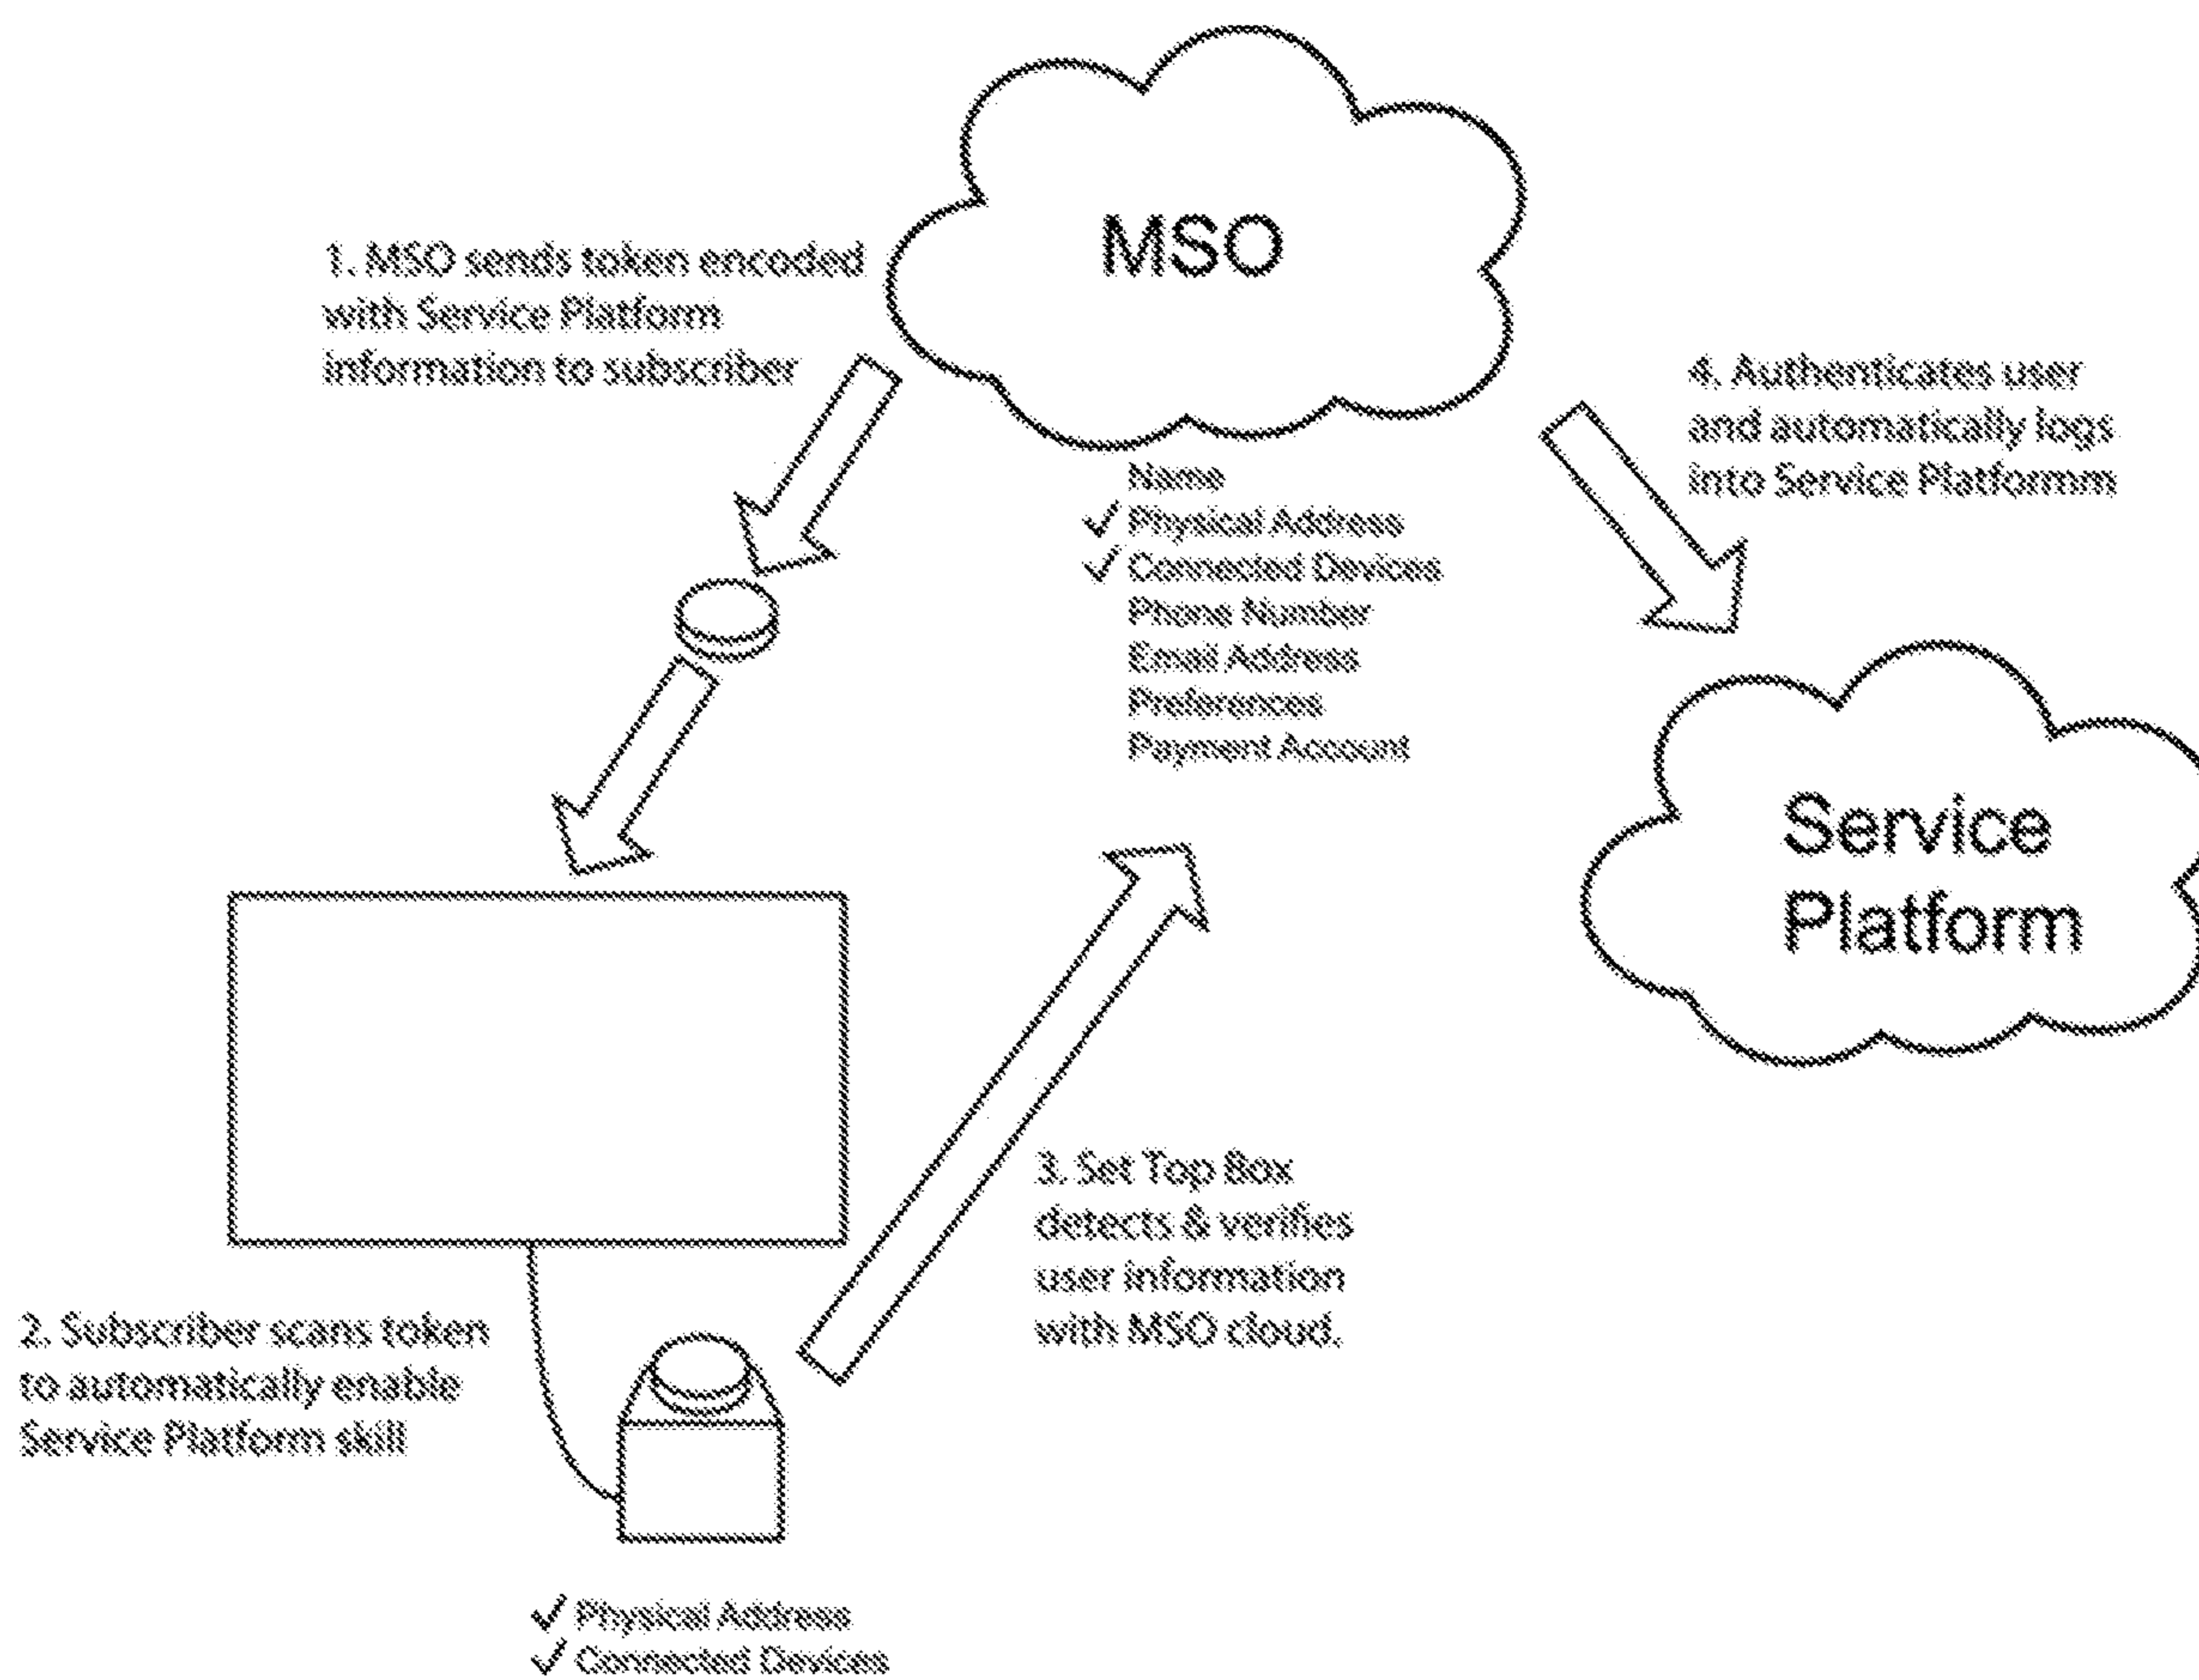 MSO
1. MSO sends token encoded
with Service Platform
information to subscriber
4. Authenticates user
and automatically logs
into Service Platformm
Name
✓ Physical Address
✓ Connected Devices
Phone Number
Email Address
Preferences
Payment Account
Service
Platform
3. Set Top Box
detects & verifies
user information
with MSO cloud.
2. Subscriber scans token
to automatically enable
Service Platform skill
✓ Physical Address
✓ Connected Devices